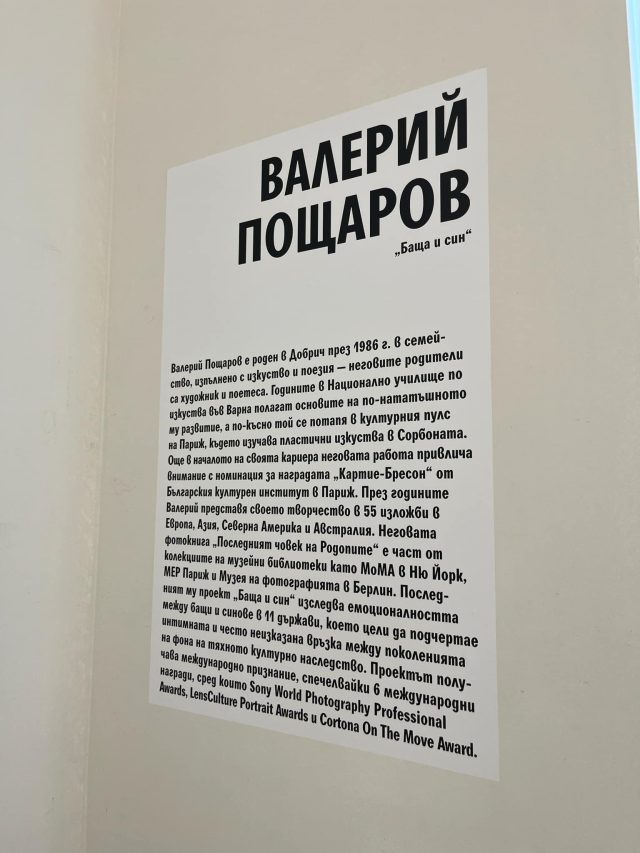 ВАЛЕРИЙ
ПОЩАРОВ
„Баща и син“
Валерий Пощаров е роден в Добрич през 1986 г. в семей-
ство, изпълнено с изкуство и поезия – неговите родители
са художник и поетеса. Годините в Национално училище по
изкуства във Варна полагат основите на по-нататъшното
му развитие, а по-късно той се потапя в културния пулс
на Париж, където изучава пластични изкуства в Сорбоната.
Още в началото на своята кариера неговата работа привлича
внимание с номинация за наградата „Картие-Бресон“ от
Българския културен институт в Париж. През годините
Валерий представя своето творчество в 55 изложби в
Европа, Азия, Северна Америка и Австралия. Неговата
фотокнига „Последният човек на Родопите“ е част от
колекциите на музейни библиотеки като МоМА в Ню Йорк,
МЕР Париж и Музея на фотографията в Берлин. Послед-
ният му проект „Баща и син“ изследва емоционалността
между бащи и синове в 11 държави, което цели да подчертае
интимната и често неизказана връзка между поколенията
на фона на тяхното културно наследство. Проектът полу-
чава международно признание, спечелвайки 6 международни
награди, сред които Sony World Photography Professional
Awards, LensCulture Portrait Awards и Cortona On The Move Award.